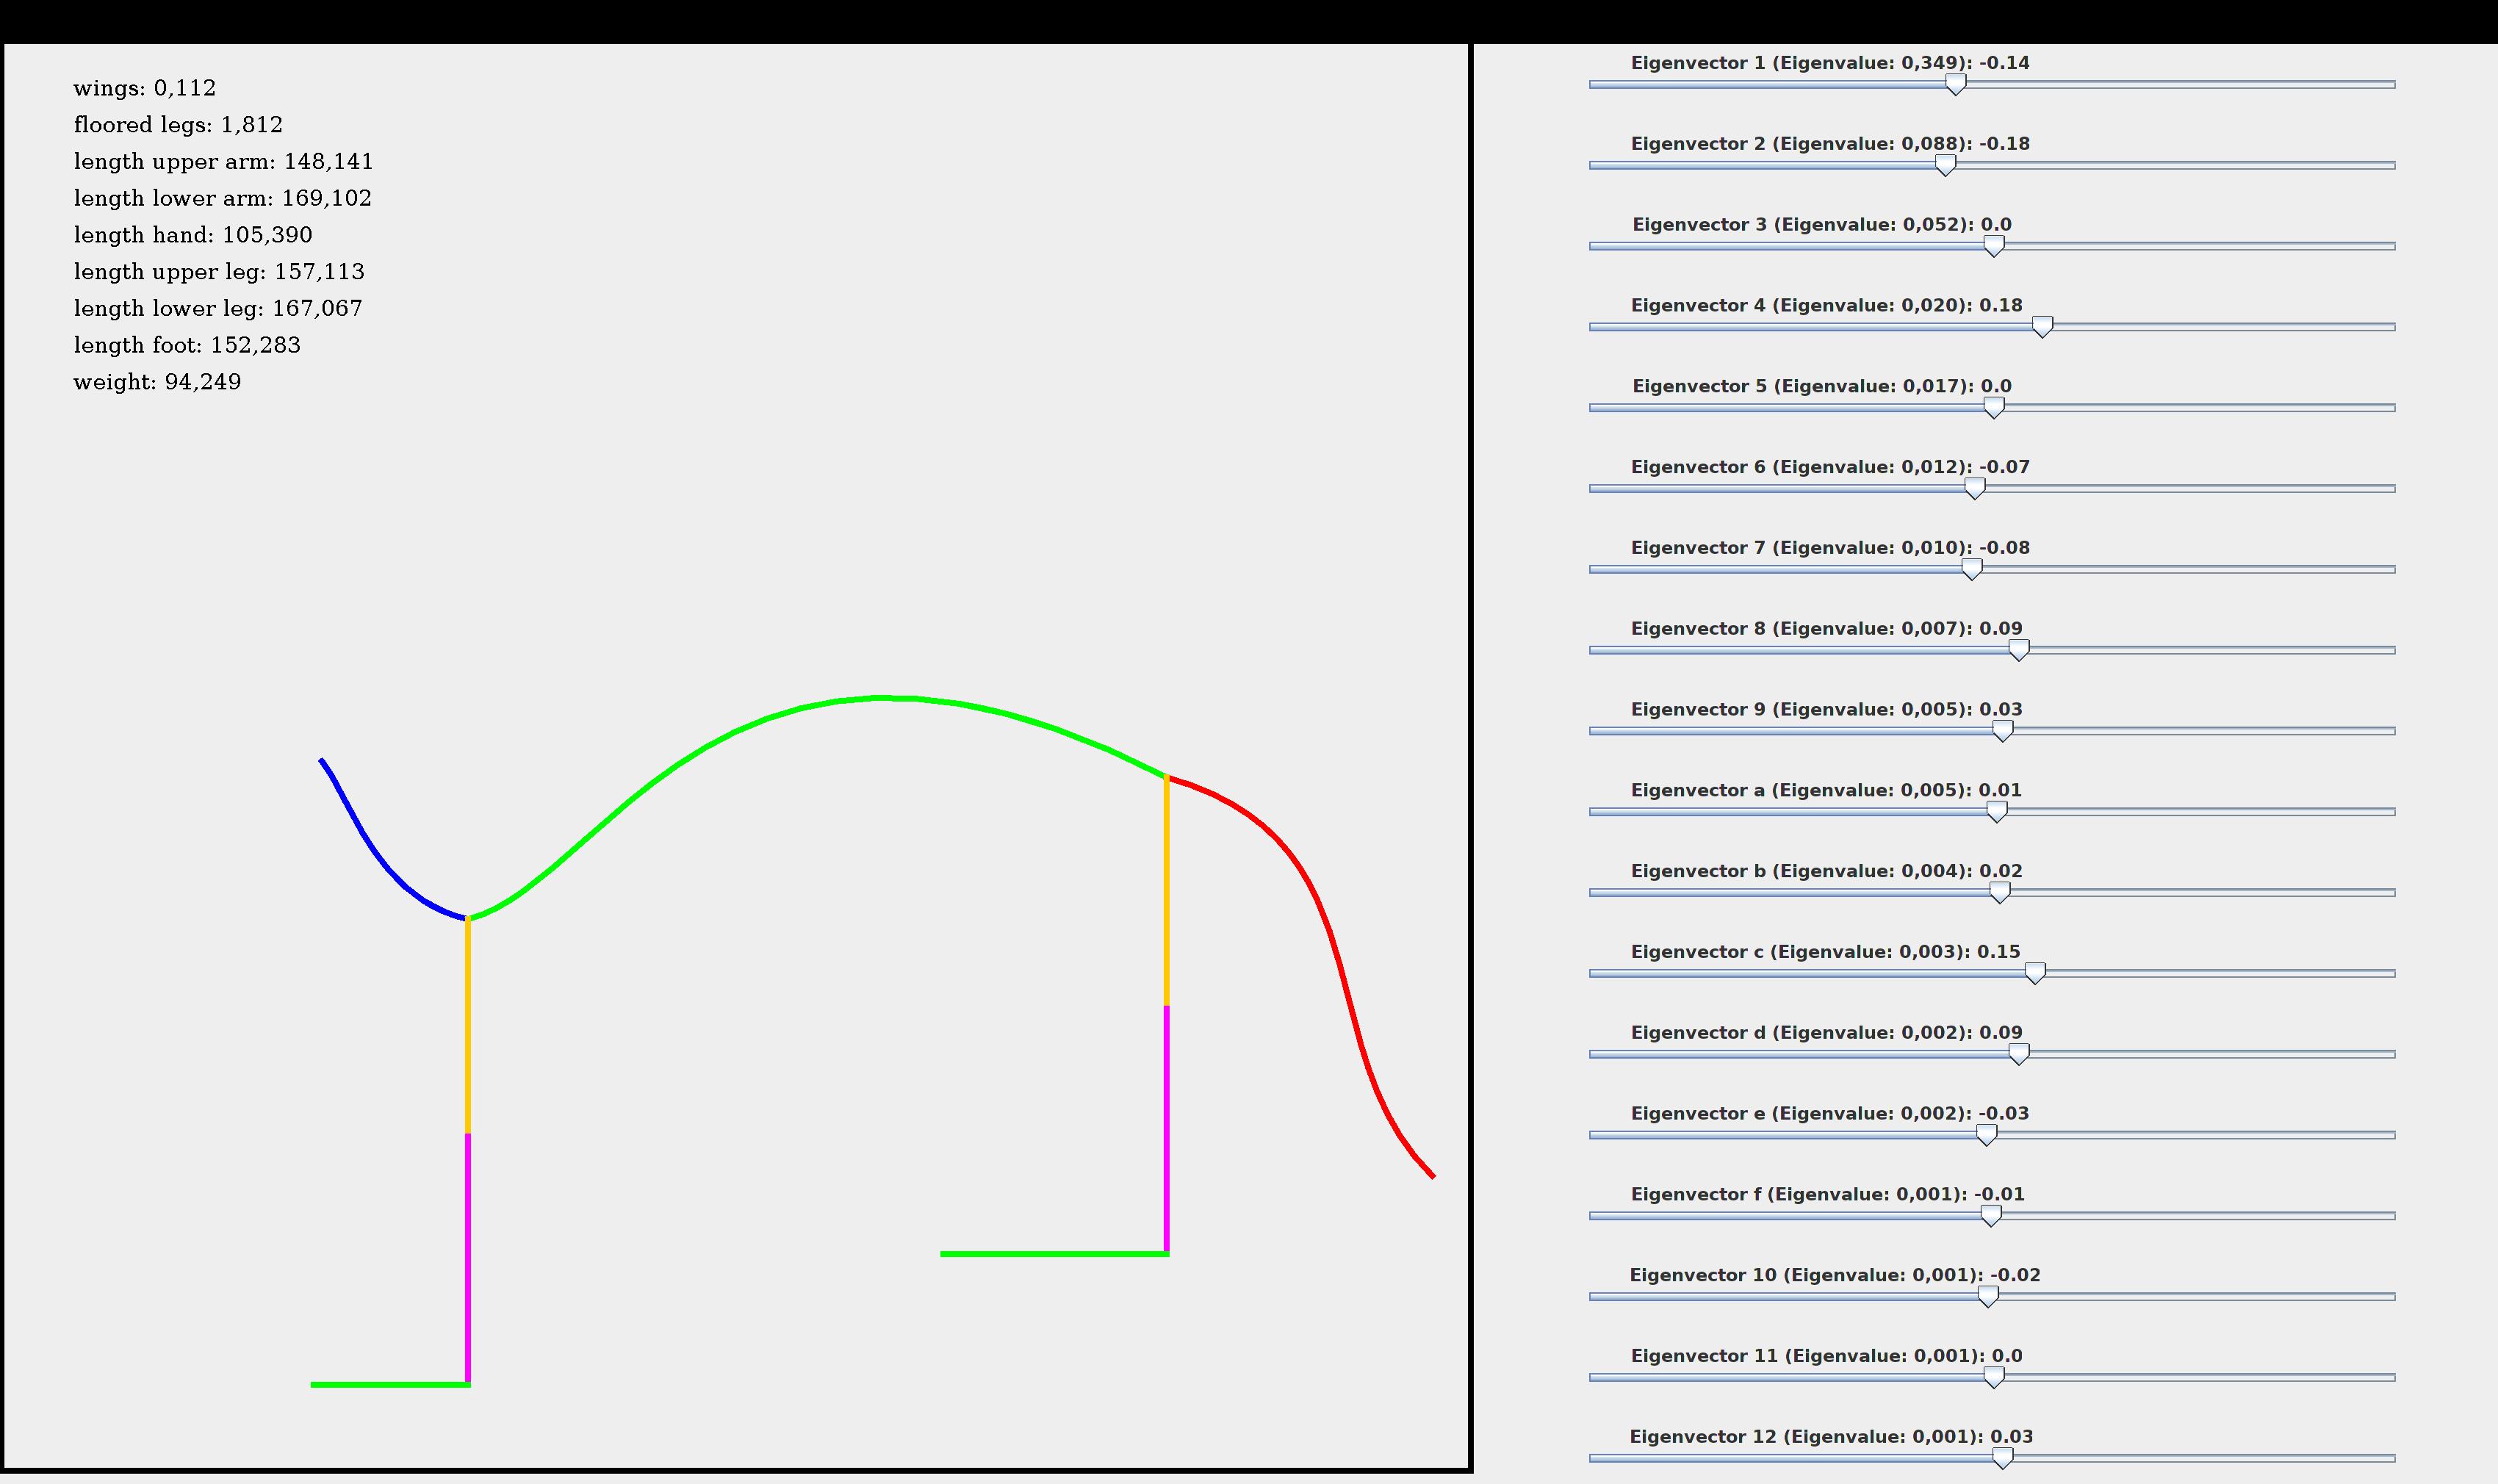 wings: 0,112
floored legs: 1,812
length upper arm: 148,141
length lower arm: 169,102
length hand: 105,390
length upper leg: 157,113
length lower leg: 167,067
length foot: 152,283
weight: 94,249
Eigenvector 1 (Eigenvalue: 0,349): -0.14
Eigenvector 2 (Eigenvalue: 0,088): -0.18
Eigenvector 3 (Eigenvalue: 0,052): 0.0
Eigenvector 4 (Eigenvalue: 0,020): 0.18
Eigenvector 5 (Eigenvalue: 0,017): 0.0
Eigenvector 6 (Eigenvalue: 0,012): -0.07
Eigenvector 7 (Eigenvalue: 0,010): -0.08
Eigenvector 8 (Eigenvalue: 0,007): 0.09
Eigenvector 9 (Eigenvalue: 0,005): 0.03
Eigenvector a (Eigenvalue: 0,005): 0.01
Eigenvector b (Eigenvalue: 0,004): 0.02
Eigenvector c (Eigenvalue: 0,003): 0.15
Eigenvector d (Eigenvalue: 0,002): 0.09
Eigenvector e (Eigenvalue: 0,002): -0.03
Eigenvector f (Eigenvalue: 0,001): -0.01
Eigenvector 10 (Eigenvalue: 0,001): -0.02
Eigenvector 11 (Eigenvalue: 0,001): 0.0
Eigenvector 12 (Eigenvalue: 0,001): 0.03